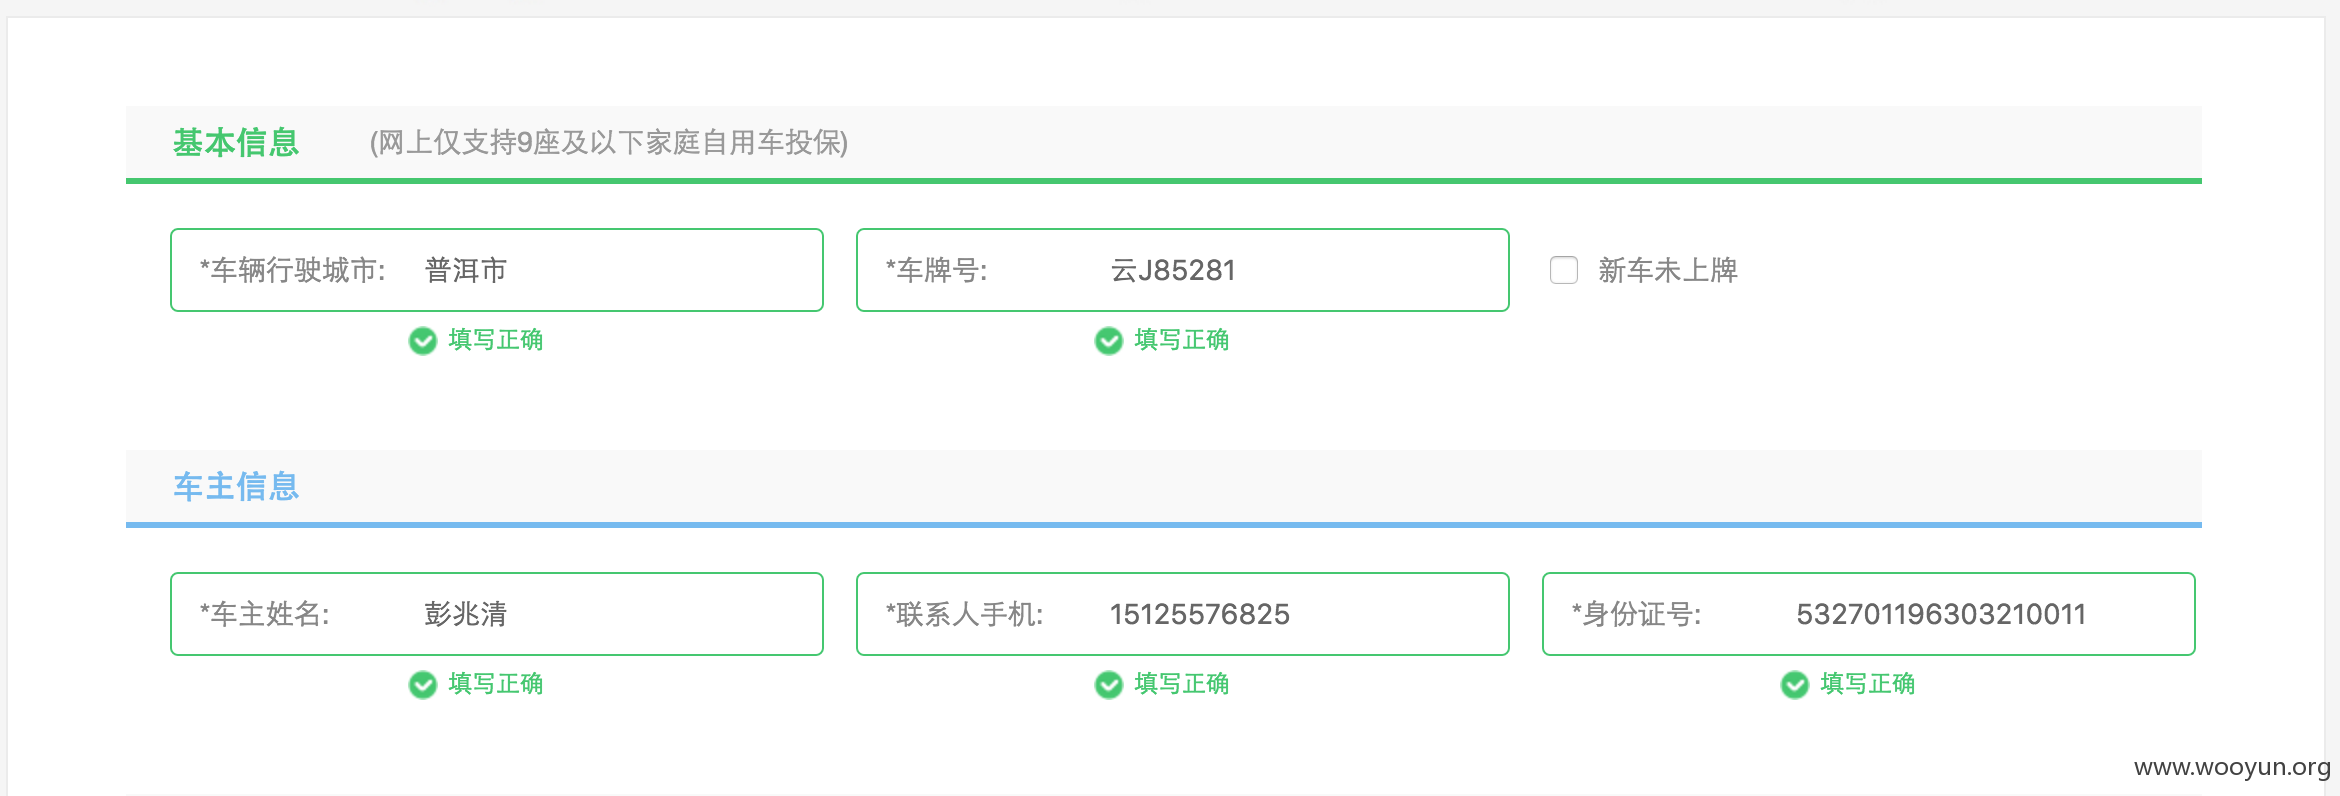 基本信息 (网上仅支持9座及以下家庭自用车投保)
*车辆行驶城市: 普洱市 *车牌号: 云J85281 新车未上牌
填写正确 填写正确
车主信息
*车主姓名: 彭兆清 *联系人手机: 15125576825 *身份证号: 532701196303210011
填写正确 填写正确 填写正确
www.wooyun.org